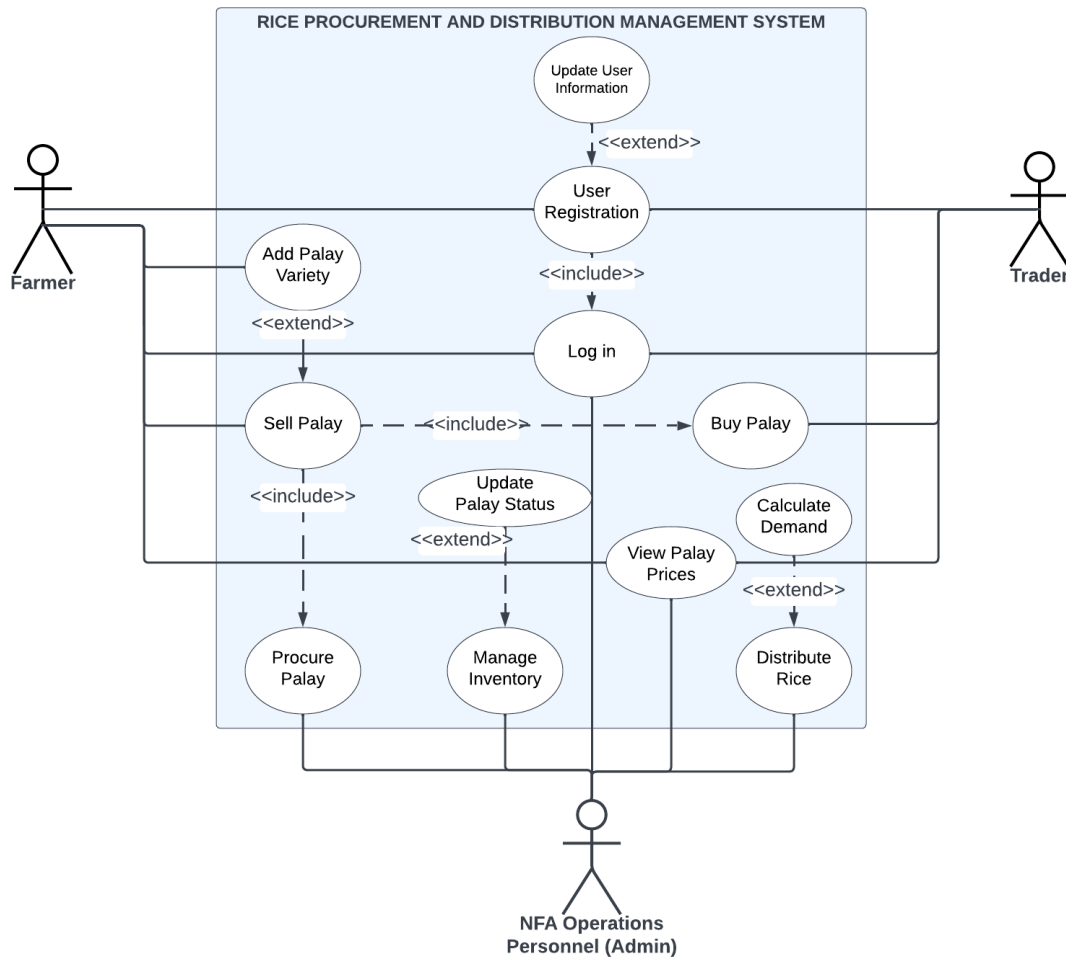 RICE PROCUREMENT AND DISTRIBUTION MANAGEMENT SYSTEM
Update User
Information
<<extend>>
User
Registration
Farmer
Trader
Add Palay
Variety
<<include>>
<<extend>>
Log in
Sell Palay
<<include>>
Buy Palay
<<include>>
Update
Palay Status
<<extend>>
Calculate
Demand
View Palay
Prices
<<extend>>
Procure
Palay
Manage
Inventory
Distribute
Rice
NFA Operations
Personnel (Admin)